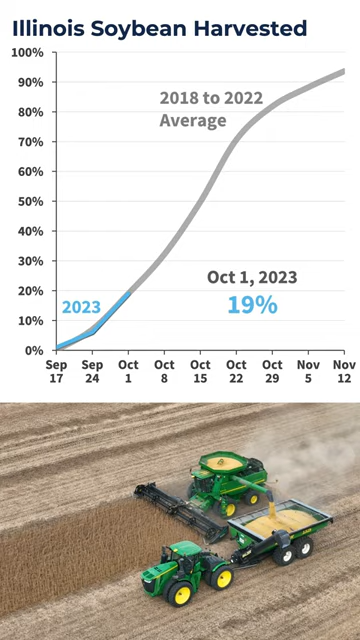 Illinois Soybean Harvested
100%
90%
80%
70%
60%
50%
40%
30%
20%
10%
0%
2018 to 2022
Average
Oct 1, 2023
19%
2023
Sep Sep Oct Oct Oct Oct Oct Nov Nov
17 24 1 8 15 22 29 5 12